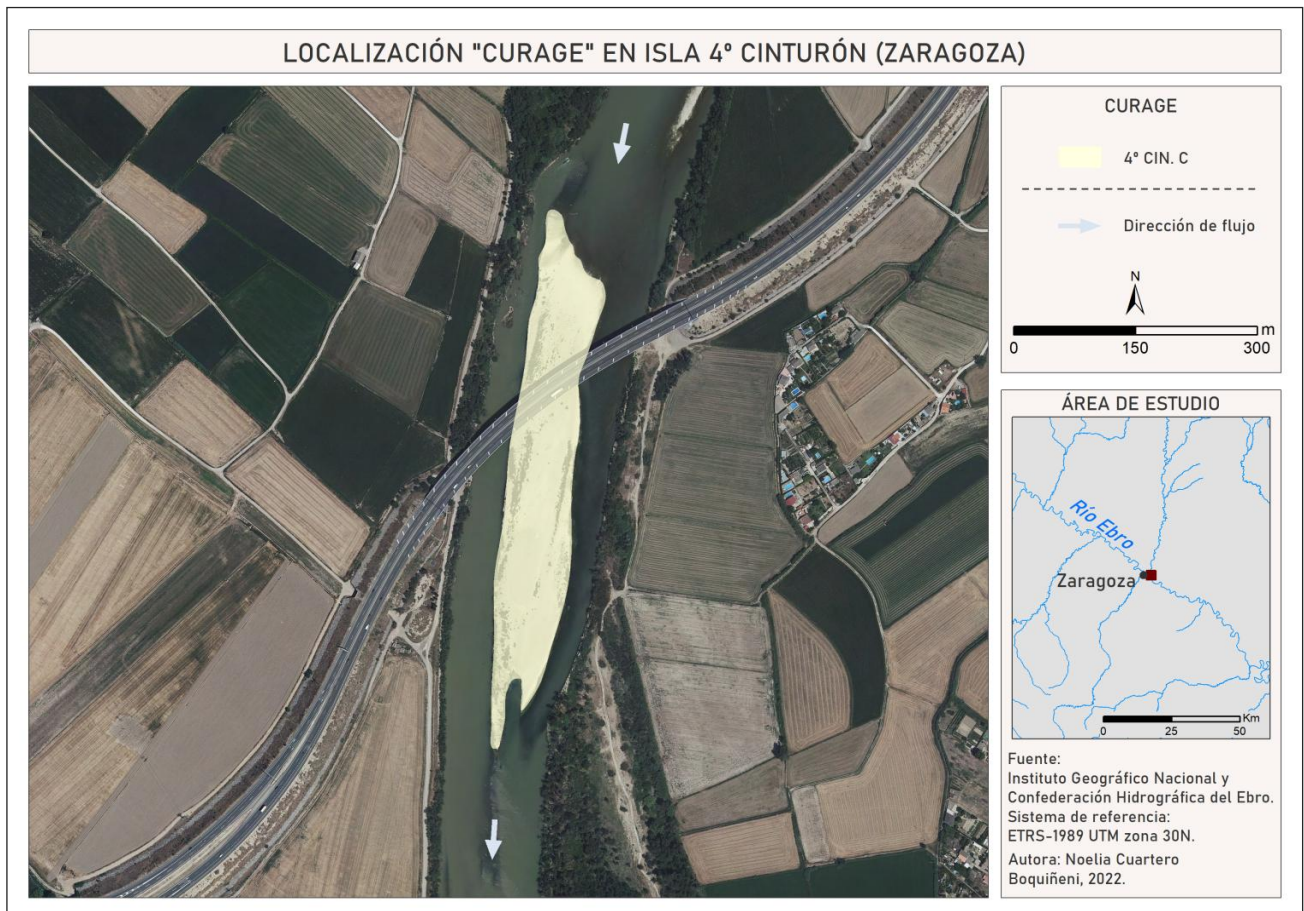 LOCALIZACIÓN "CURAGE" EN ISLA 4º CINTURÓN (ZARAGOZA)
CURAGE
4º CIN. C
Dirección de flujo
N
m
0 150 300
ÁREA DE ESTUDIO
Río Ebro
Zaragoza
Km
0 25 50
Fuente:
Instituto Geográfico Nacional y
Confederación Hidrográfica del Ebro.
Sistema de referencia:
ETRS-1989 UTM zona 30N.
Autora: Noelia Cuartero
Boquiñeni, 2022.